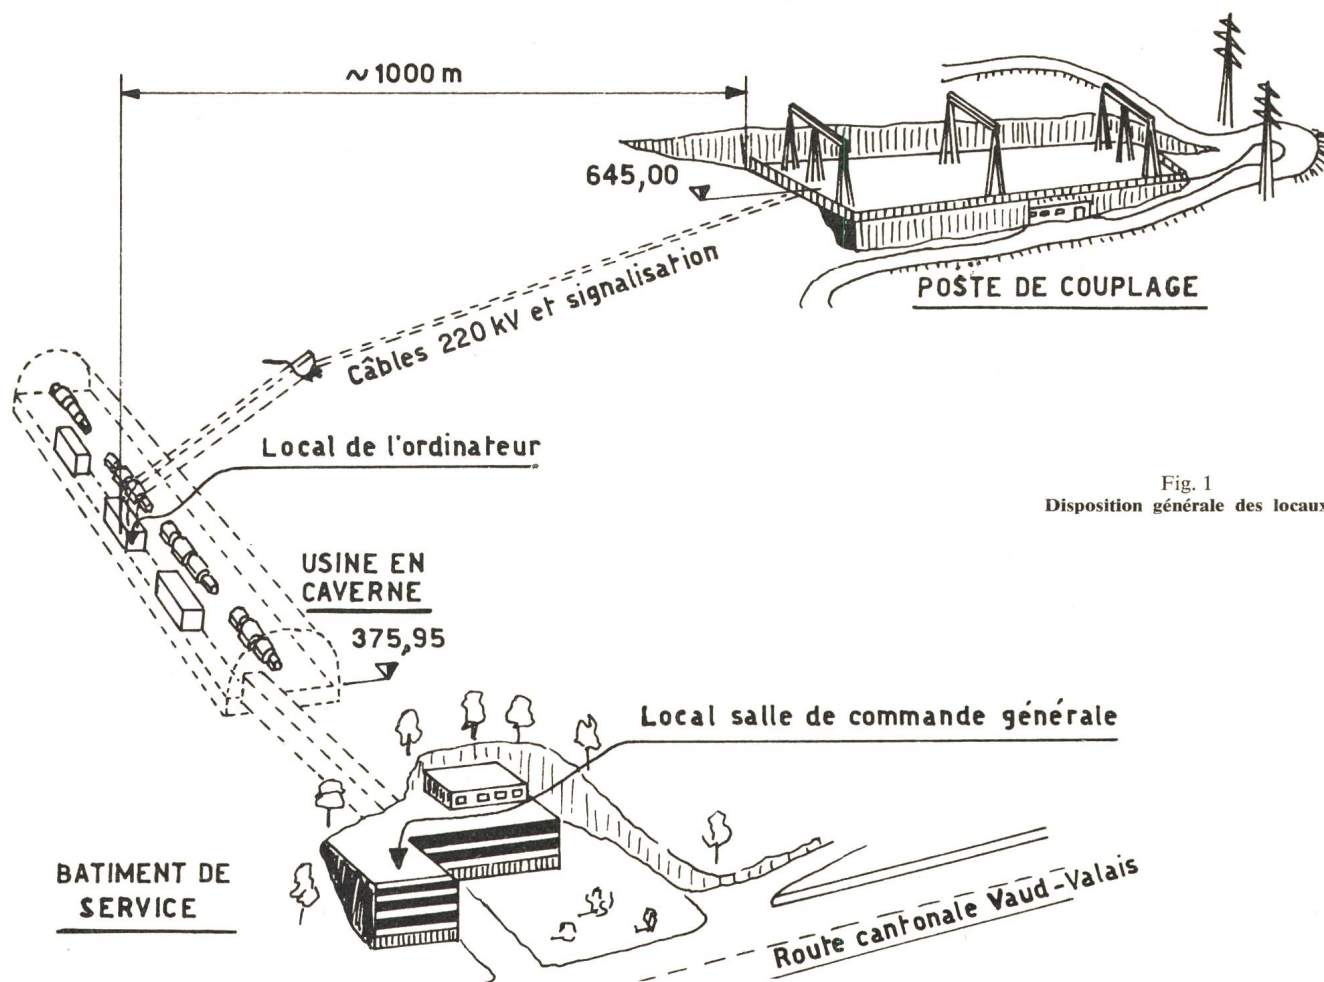 ~1000 m
645,00
POSTE DE COUPLAGE
Câbles 220 kV et signalisation
Local de l'ordinateur
Fig. 1
Disposition générale des locaux
USINE EN
CAVERNE
375,95
Local salle de commande générale
BATIMENT DE
SERVICE
Route cantonale Vaud-Valais